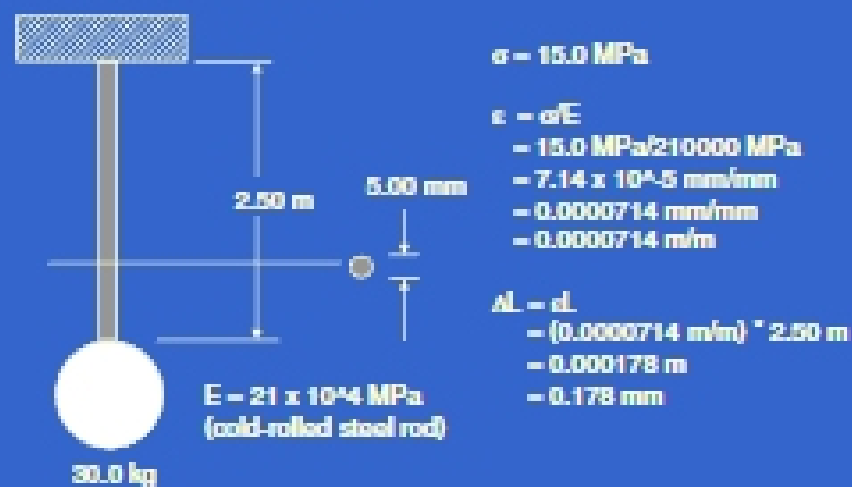 σ = 15.0 MPa
ε = σ/E
= 15.0 MPa/210000 MPa
= 7.14 x 10^-5 mm/mm
= 0.0000714 mm/mm
= 0.0000714 m/m
ΔL = εL
= (0.0000714 m/m) * 2.50 m
= 0.000178 m
= 0.178 mm
5.00 mm
2.50 m
E = 21 x 10^4 MPa
(cold-rolled steel rod)
30.0 kg